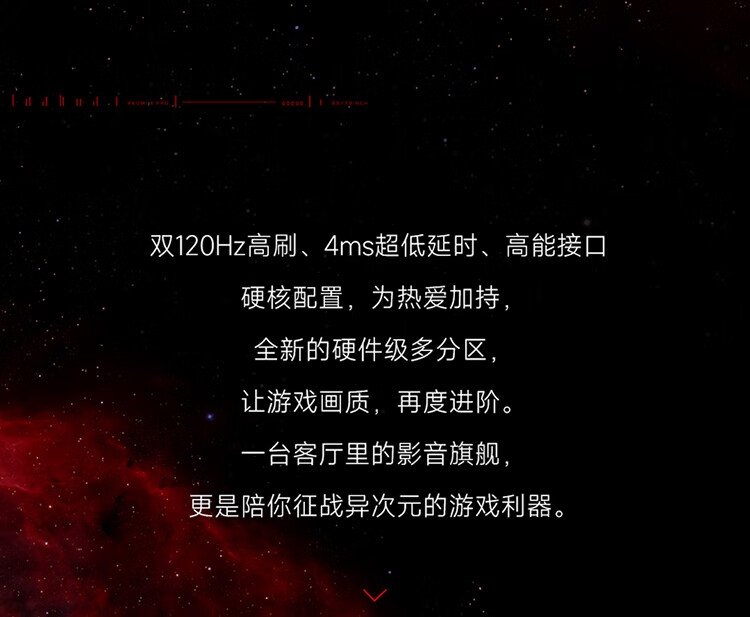 双120Hz高刷、4ms超低延时、高能接口
硬核配置，为热爱加持，
全新的硬件级多分区，
让游戏画质，再度进阶。
一台客厅里的影音旗舰，
更是陪你征战异次元的游戏利器。